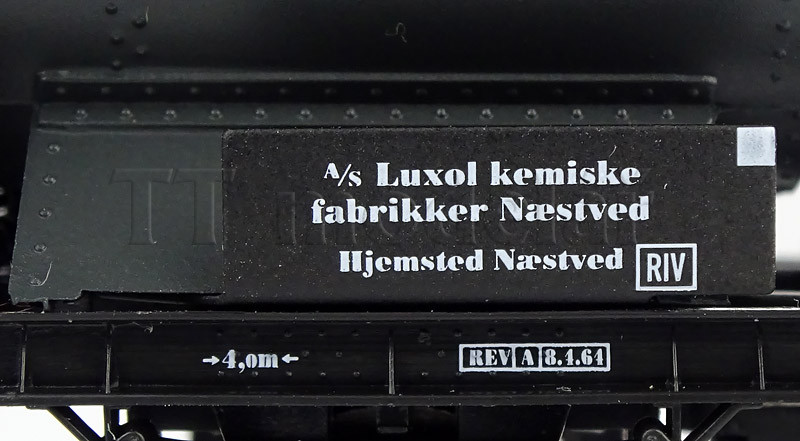 A/s Luxol kemiske
fabrikker Næstved
Hjemsted Næstved RIV
→4,0m← REV A 8.4.64